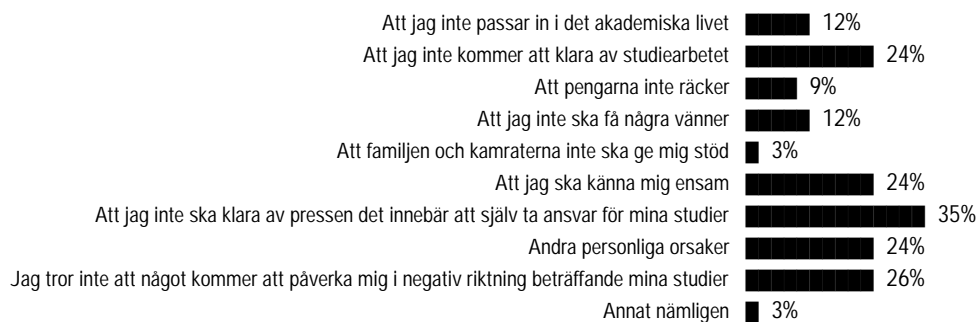 Att jag inte passar in i det akademiska livet 12%
Att jag inte kommer att klara av studiearbetet 24%
Att pengarna inte räcker 9%
Att jag inte ska få några vänner 12%
Att familjen och kamraterna inte ska ge mig stöd 3%
Att jag ska känna mig ensam 24%
Att jag inte ska klara av pressen det innebär att själv ta ansvar för mina studier 35%
Andra personliga orsaker 24%
Jag tror inte att något kommer att påverka mig i negativ riktning beträffande mina studier 26%
Annat nämligen 3%